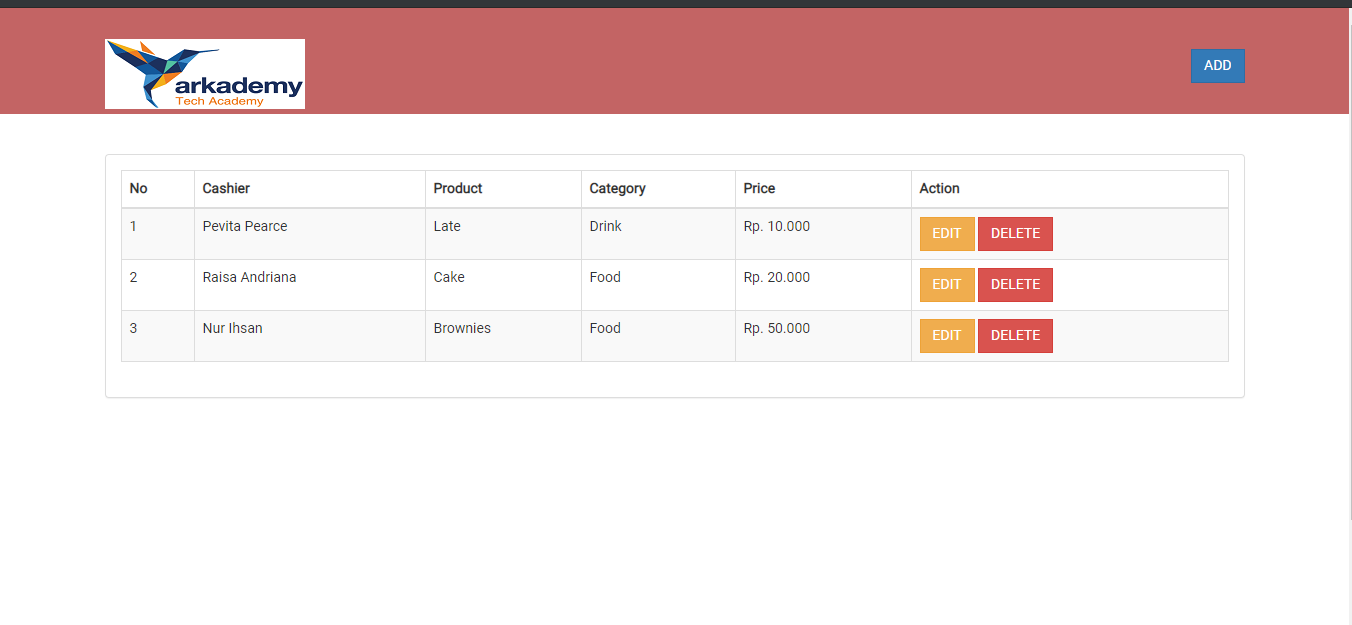 arkademy
Tech Academy
ADD
No Cashier Product Category Price Action
1 Pevita Pearce Late Drink Rp. 10.000 EDIT DELETE
2 Raisa Andriana Cake Food Rp. 20.000 EDIT DELETE
3 Nur Ihsan Brownies Food Rp. 50.000 EDIT DELETE